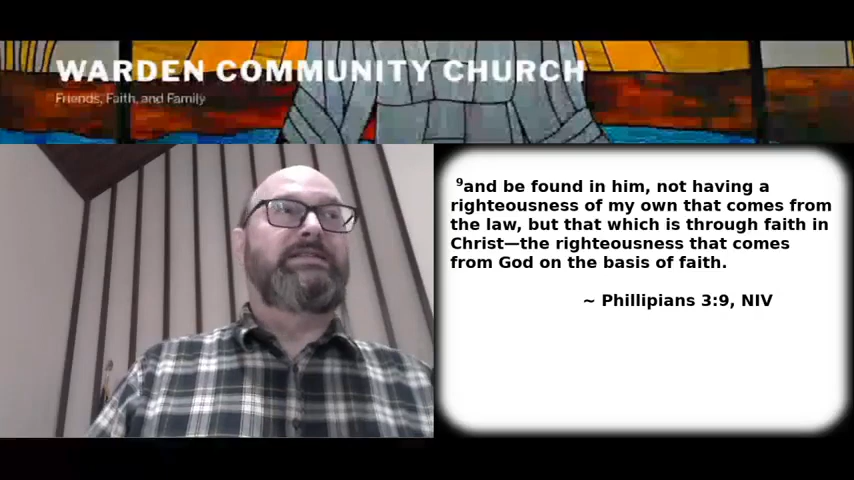 WARDEN COMMUNITY CHURCH
Friends, Faith, and Family
⁹and be found in him, not having a
righteousness of my own that comes from
the law, but that which is through faith in
Christ—the righteousness that comes
from God on the basis of faith.
~ Phillipians 3:9, NIV